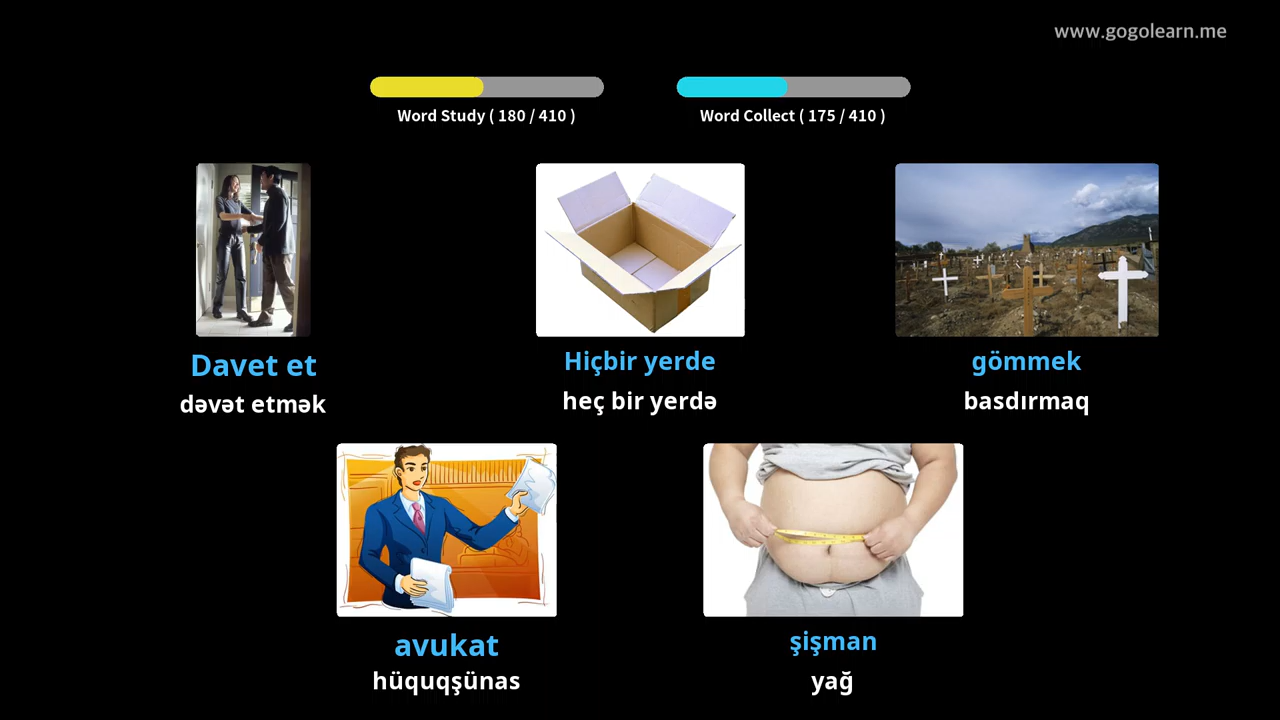 www.gogolearn.me
Word Study ( 180 / 410 )
Word Collect ( 175 / 410 )
Davet et
dəvət etmək
Hiçbir yerde
heç bir yerdə
gömmek
basdırmaq
avukat
hüquqşünas
şişman
yağ